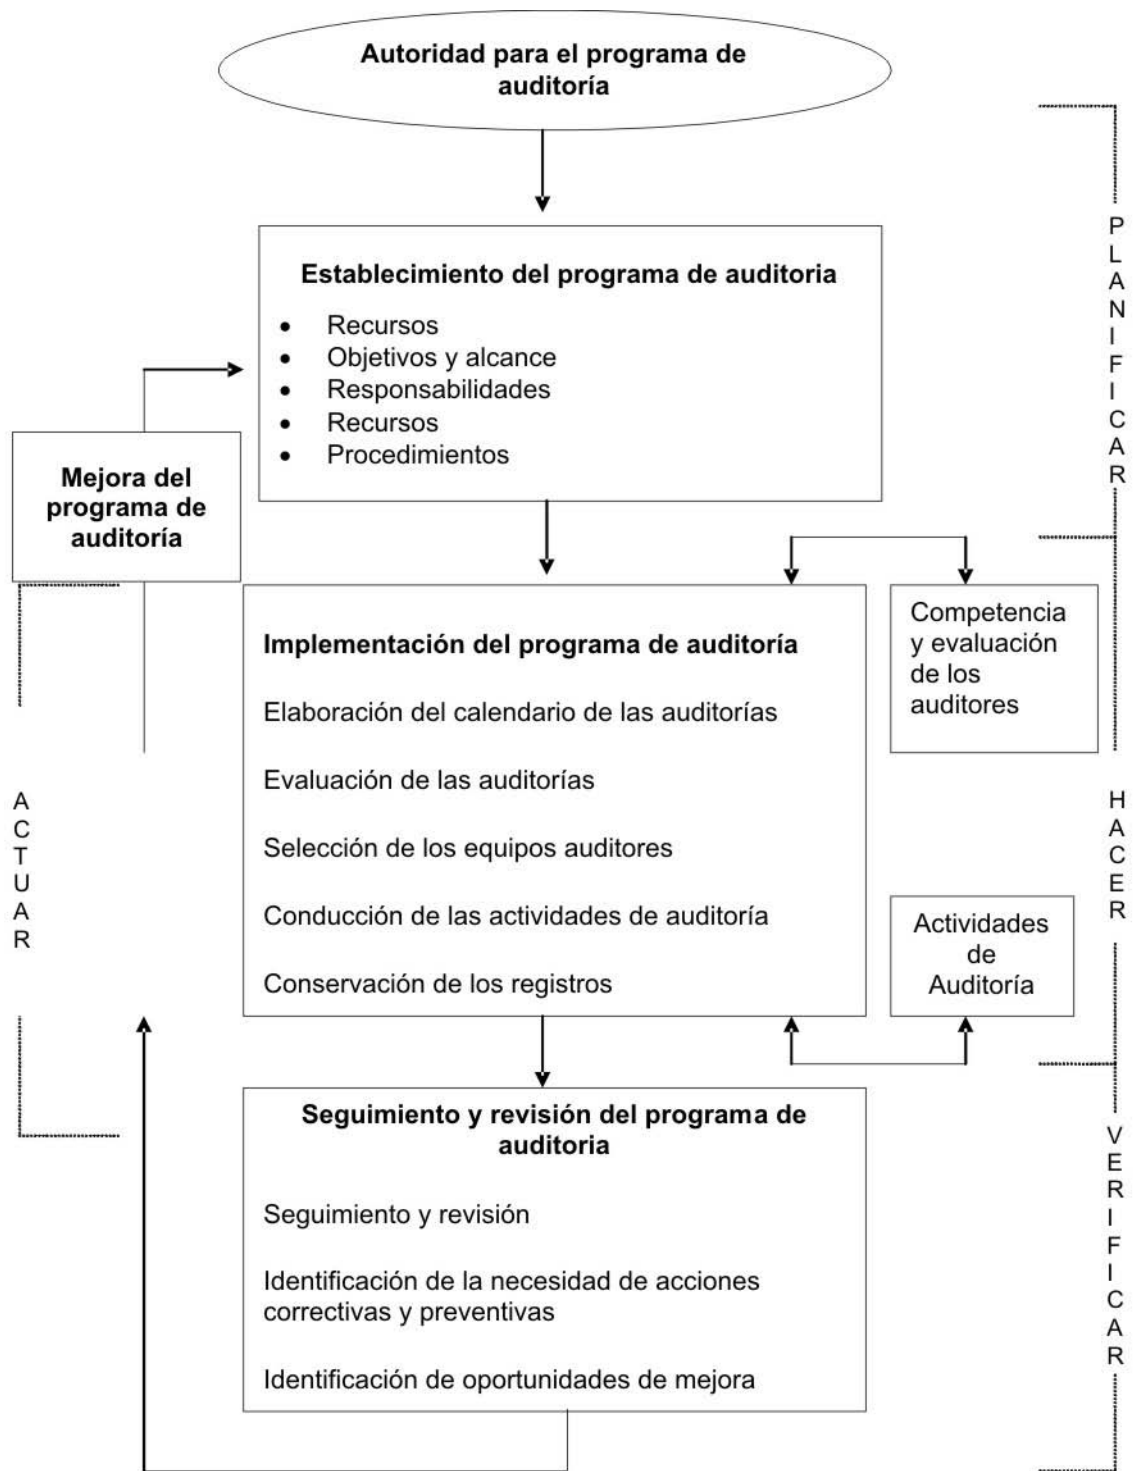 Autoridad para el programa de
auditoría
Establecimiento del programa de auditoria
• Recursos
• Objetivos y alcance
• Responsabilidades
• Recursos
• Procedimientos
PLANIFICAR
Mejora del
programa de
auditoría
Implementación del programa de auditoría
Elaboración del calendario de las auditorías
Evaluación de las auditorías
Selección de los equipos auditores
Conducción de las actividades de auditoría
Conservación de los registros
Competencia
y evaluación
de los
auditores
ACTUAR
HACER
Actividades
de
Auditoría
Seguimiento y revisión del programa de
auditoria
Seguimiento y revisión
Identificación de la necesidad de acciones
correctivas y preventivas
Identificación de oportunidades de mejora
VERIFICAR